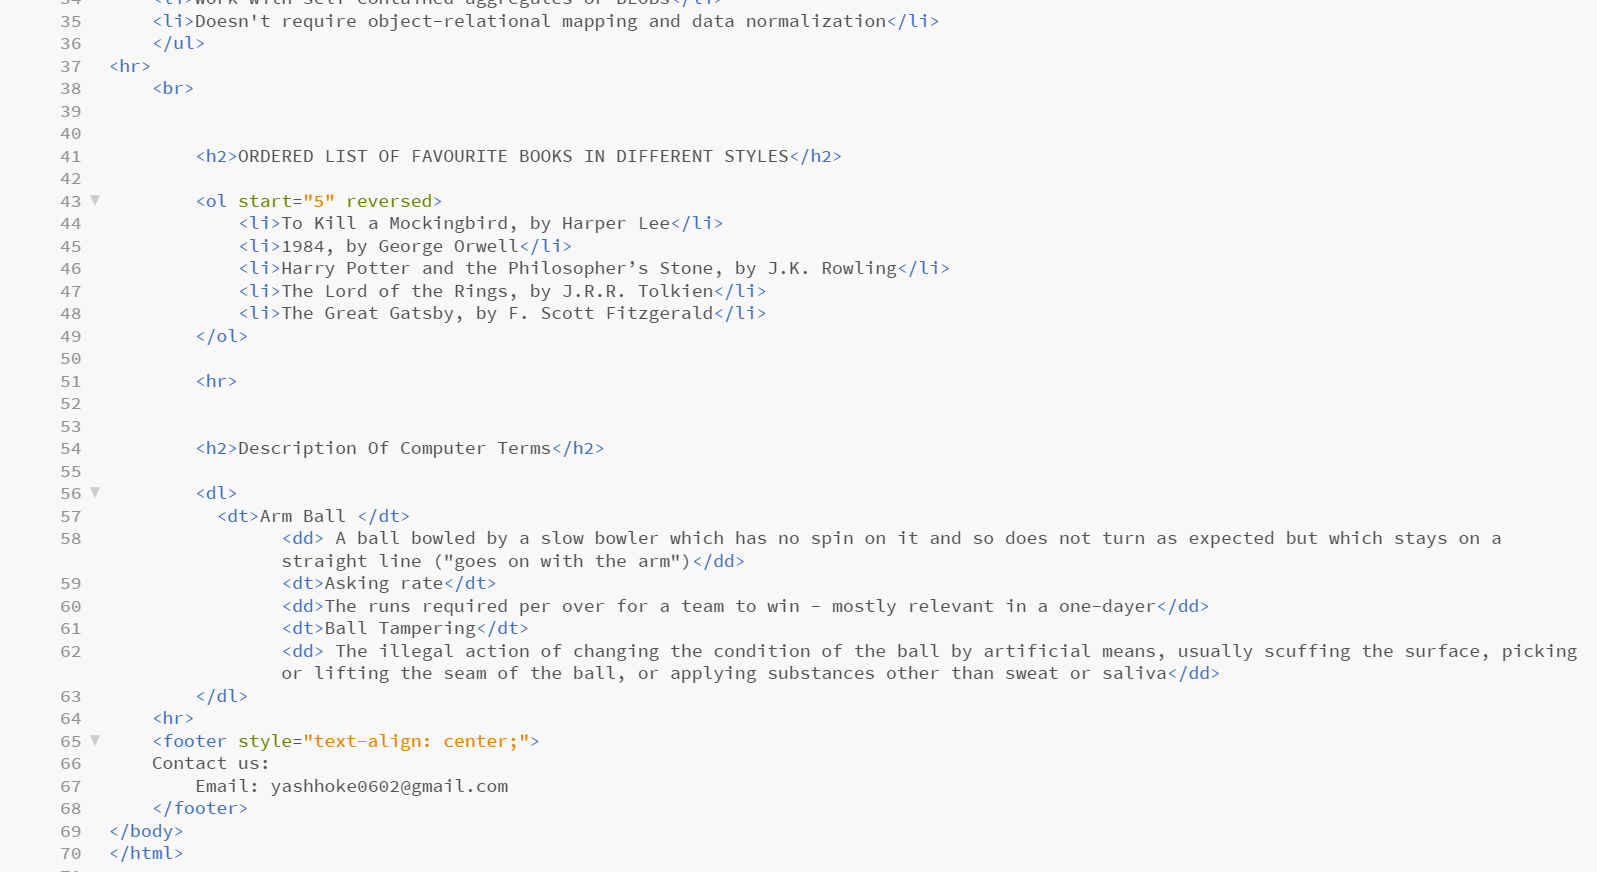 34 <li>Work with self-contained aggregates of BLOBs</li>
35 <li>Doesn't require object-relational mapping and data normalization</li>
36 </ul>
37 <hr>
38 <br>
39
40
41 <h2>ORDERED LIST OF FAVOURITE BOOKS IN DIFFERENT STYLES</h2>
42
43 <ol start="5" reversed>
44 <li>To Kill a Mockingbird, by Harper Lee</li>
45 <li>1984, by George Orwell</li>
46 <li>Harry Potter and the Philosopher’s Stone, by J.K. Rowling</li>
47 <li>The Lord of the Rings, by J.R.R. Tolkien</li>
48 <li>The Great Gatsby, by F. Scott Fitzgerald</li>
49 </ol>
50
51 <hr>
52
53
54 <h2>Description Of Computer Terms</h2>
55
56 <dl>
57 <dt>Arm Ball </dt>
58 <dd> A ball bowled by a slow bowler which has no spin on it and so does not turn as expected but which stays on a
straight line ("goes on with the arm")</dd>
59 <dt>Asking rate</dt>
60 <dd>The runs required per over for a team to win – mostly relevant in a one-dayer</dd>
61 <dt>Ball Tampering</dt>
62 <dd> The illegal action of changing the condition of the ball by artificial means, usually scuffing the surface, picking
or lifting the seam of the ball, or applying substances other than sweat or saliva</dd>
63 </dl>
64 <hr>
65 <footer style="text-align: center;">
66 Contact us:
67 Email: yashhoke0602@gmail.com
68 </footer>
69 </body>
70 </html>